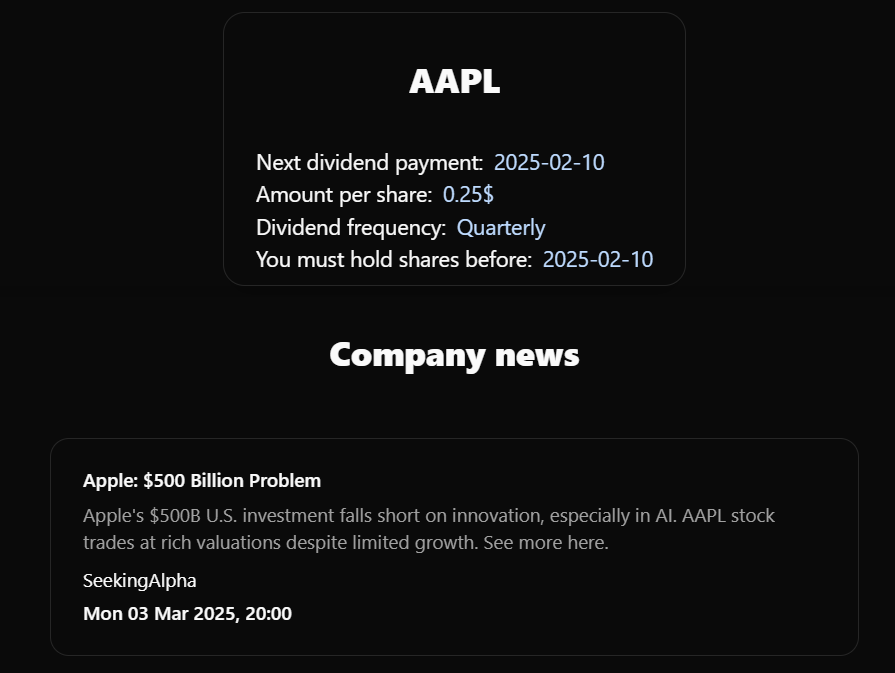 AAPL
Next dividend payment: 2025-02-10
Amount per share: 0.25$
Dividend frequency: Quarterly
You must hold shares before: 2025-02-10
Company news
Apple: $500 Billion Problem
Apple's $500B U.S. investment falls short on innovation, especially in AI. AAPL stock
trades at rich valuations despite limited growth. See more here.
SeekingAlpha
Mon 03 Mar 2025, 20:00